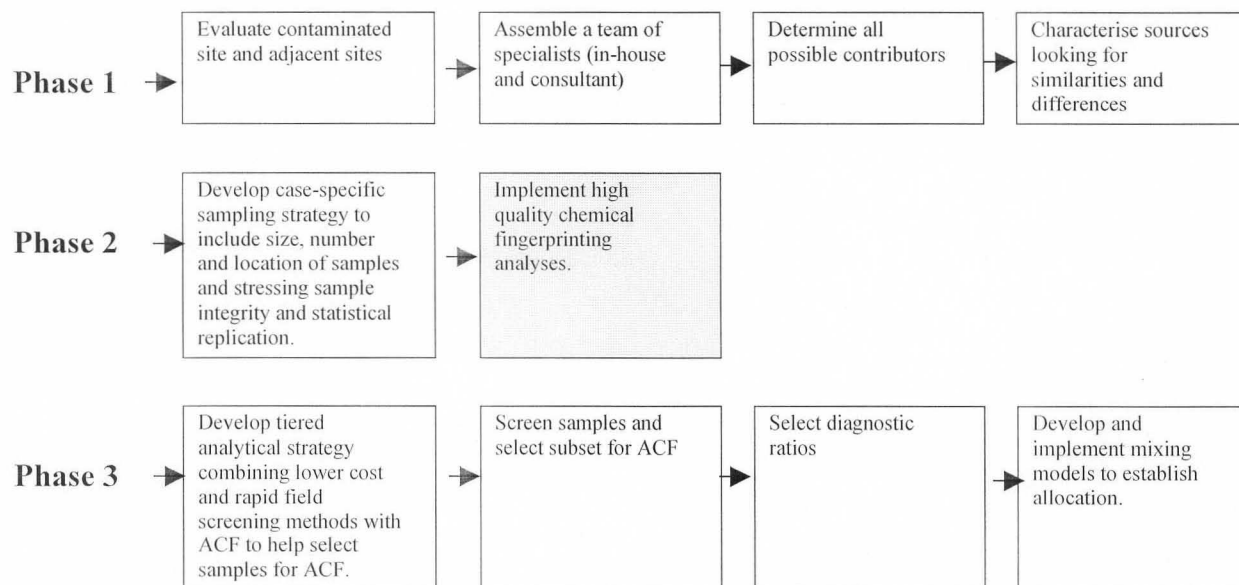 Phase 1
Evaluate contaminated
site and adjacent sites
Assemble a team of
specialists (in-house
and consultant)
Determine all
possible contributors
Characterise sources
looking for
similarities and
differences
Phase 2
Develop case-specific
sampling strategy to
include size, number
and location of samples
and stressing sample
integrity and statistical
replication.
Implement high
quality chemical
fingerprinting
analyses.
Phase 3
Develop tiered
analytical strategy
combining lower cost
and rapid field
screening methods with
ACF to help select
samples for ACF.
Screen samples and
select subset for ACF
Select diagnostic
ratios
Develop and
implement mixing
models to establish
allocation.